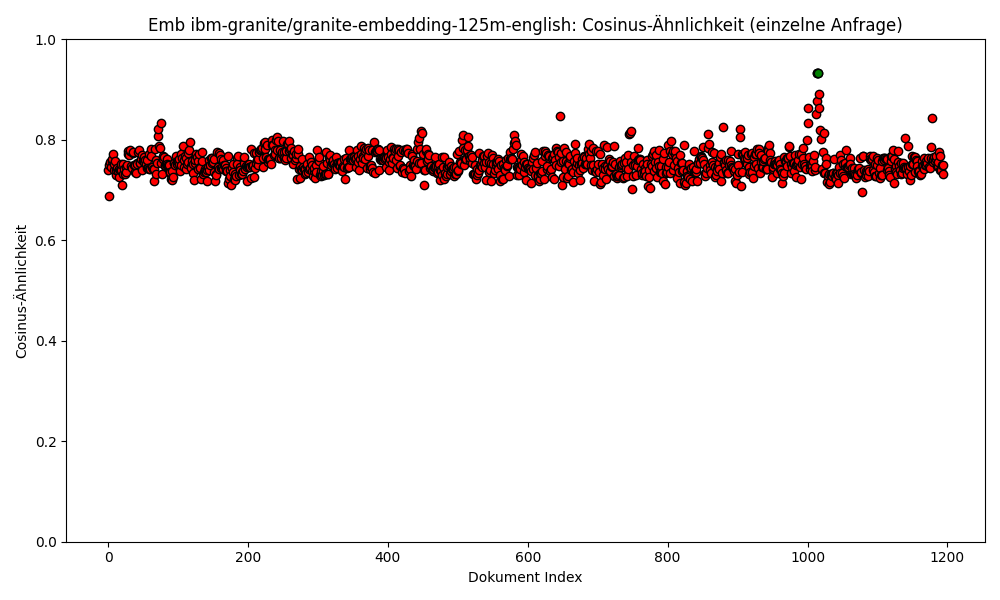 Emb ibm-granite/granite-embedding-125m-english: Cosinus-Ähnlichkeit (einzelne Anfrage)
1.0
0.8
0.6
0.4
0.2
0.0
Cosinus-Ähnlichkeit
0 200 400 600 800 1000 1200
Dokument Index